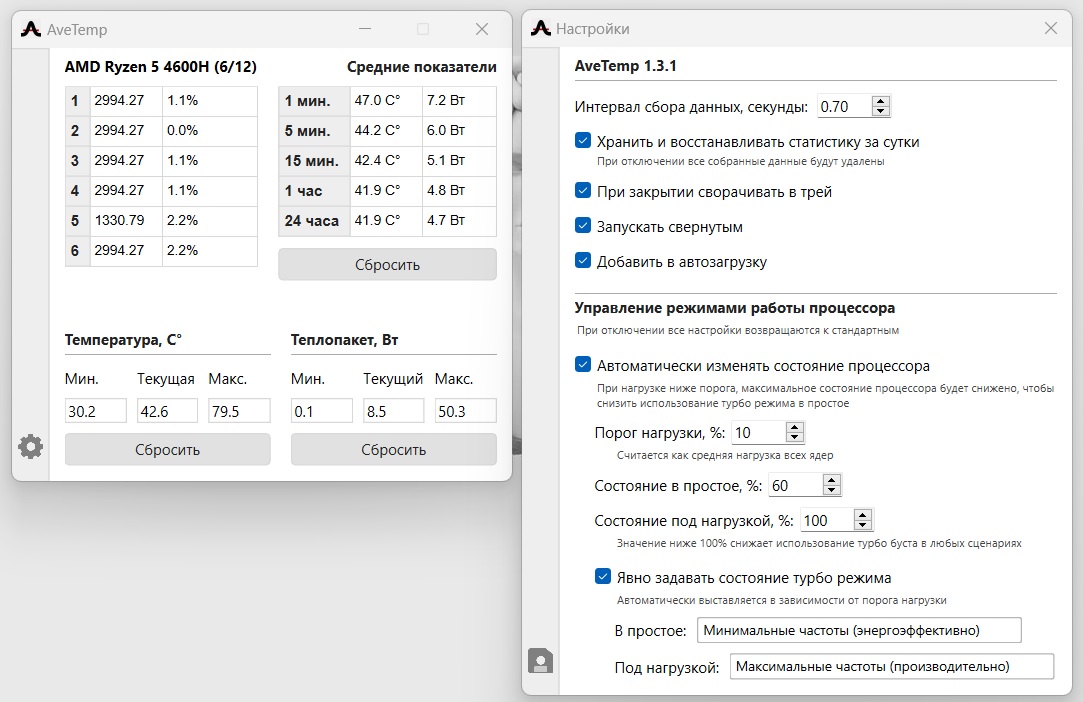 AveTemp
AMD Ryzen 5 4600H (6/12)
1 2994.27 1.1%
2 2994.27 0.0%
3 2994.27 1.1%
4 2994.27 1.1%
5 1330.79 2.2%
6 2994.27 2.2%
Средние показатели
1 мин. 47.0 C° 7.2 Вт
5 мин. 44.2 C° 6.0 Вт
15 мин. 42.4 C° 5.1 Вт
1 час 41.9 C° 4.8 Вт
24 часа 41.9 C° 4.7 Вт
Сбросить
Температура, C°
Мин. Текущая Макс.
30.2 42.6 79.5
Сбросить
Теплопакет, Вт
Мин. Текущий Макс.
0.1 8.5 50.3
Сбросить
Настройки
AveTemp 1.3.1
Интервал сбора данных, секунды: 0.70
Хранить и восстанавливать статистику за сутки
При отключении все собранные данные будут удалены
При закрытии сворачивать в трей
Запускать свернутым
Добавить в автозагрузку
Управление режимами работы процессора
При отключении все настройки возвращаются к стандартным
Автоматически изменять состояние процессора
При нагрузке ниже порога, максимальное состояние процессора будет снижено, чтобы
снизить использование турбо режима в простое
Порог нагрузки, %: 10
Считается как средняя нагрузка всех ядер
Состояние в простое, %: 60
Состояние под нагрузкой, %: 100
Значение ниже 100% снижает использование турбо буста в любых сценариях
Явно задавать состояние турбо режима
Автоматически выставляется в зависимости от порога нагрузки
В простое: Минимальные частоты (энергоэффективно)
Под нагрузкой: Максимальные частоты (производительно)